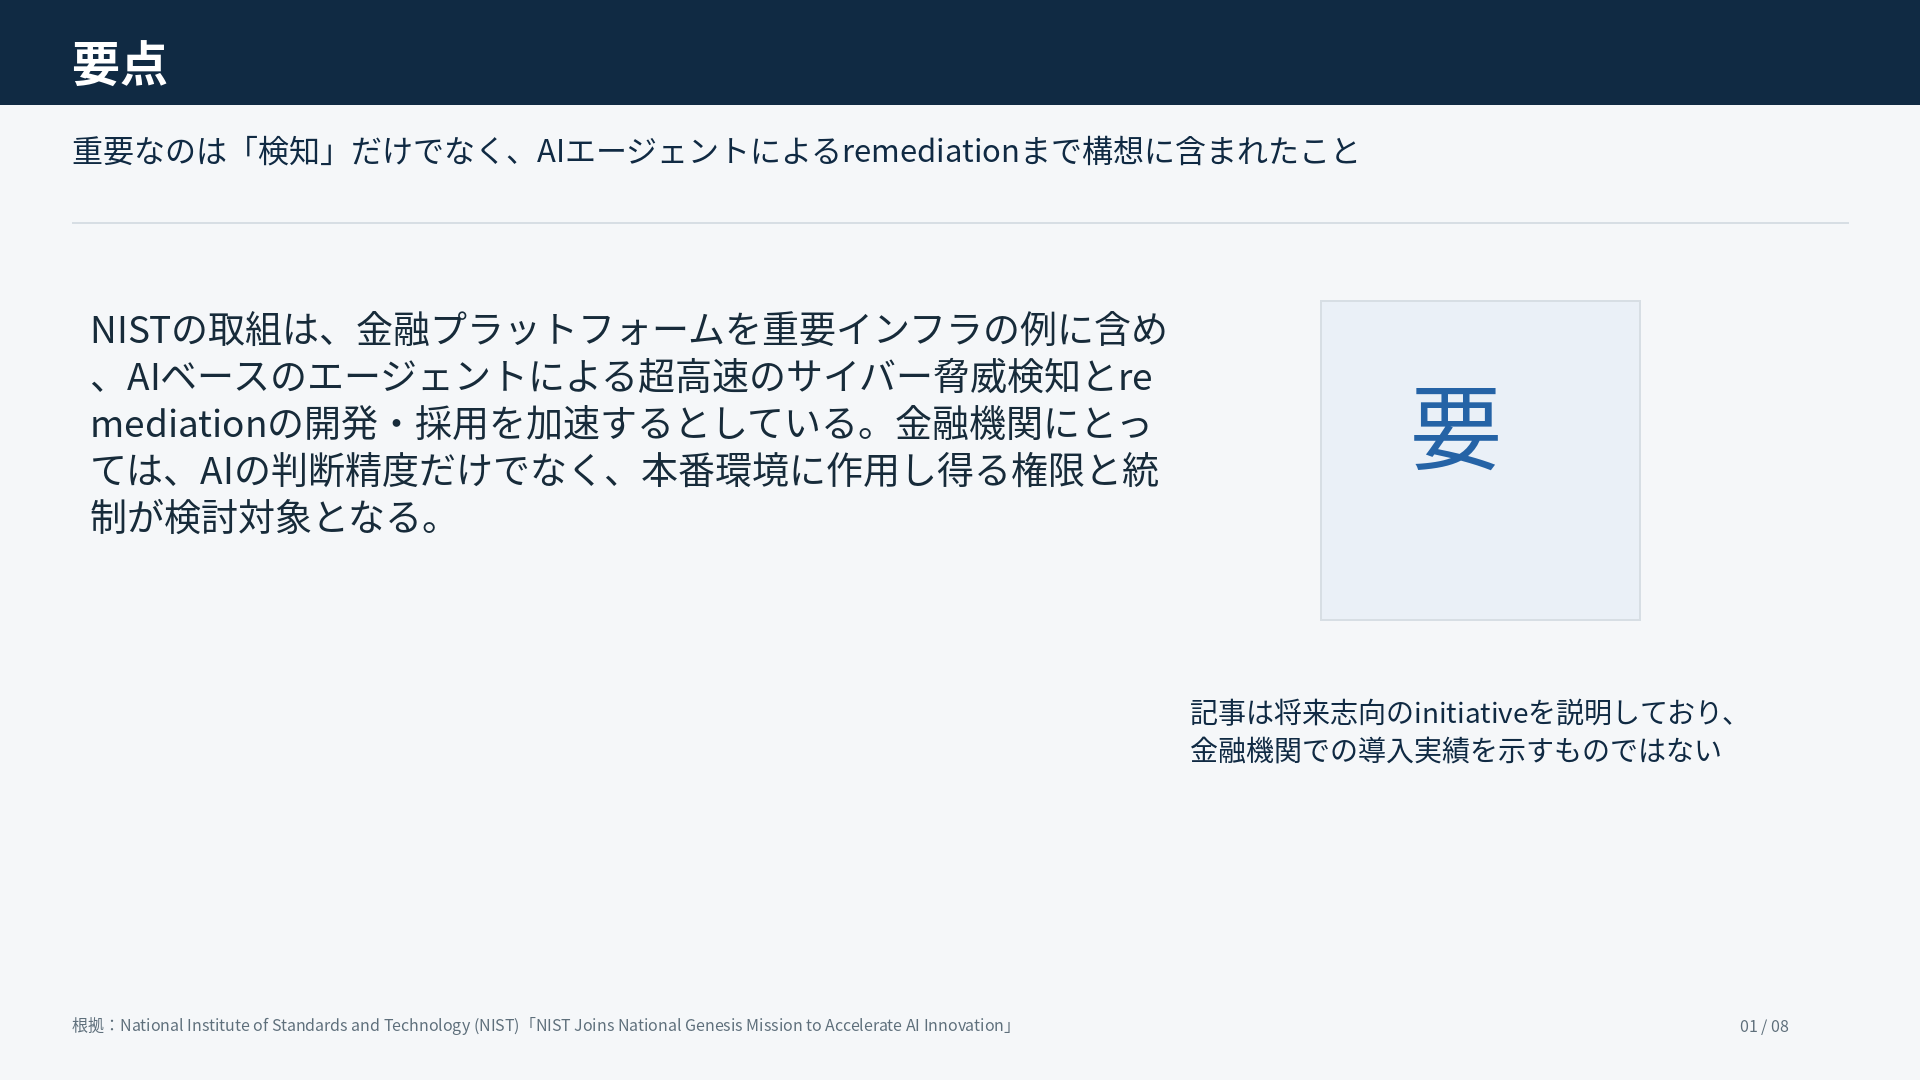 要点
重要なのは「検知」だけでなく、AIエージェントによるremediationまで構想に含まれたこと
NISTの取組は、金融プラットフォームを重要インフラの例に含め
、AIベースのエージェントによる超高速のサイバー脅威検知とre
mediationの開発・採用を加速するとしている。金融機関にとっ
ては、AIの判断精度だけでなく、本番環境に作用し得る権限と統
制が検討対象となる。
要
記事は将来志向のinitiativeを説明しており、
金融機関での導入実績を示すものではない
根拠：National Institute of Standards and Technology (NIST)「NIST Joins National Genesis Mission to Accelerate AI Innovation」
01 / 08